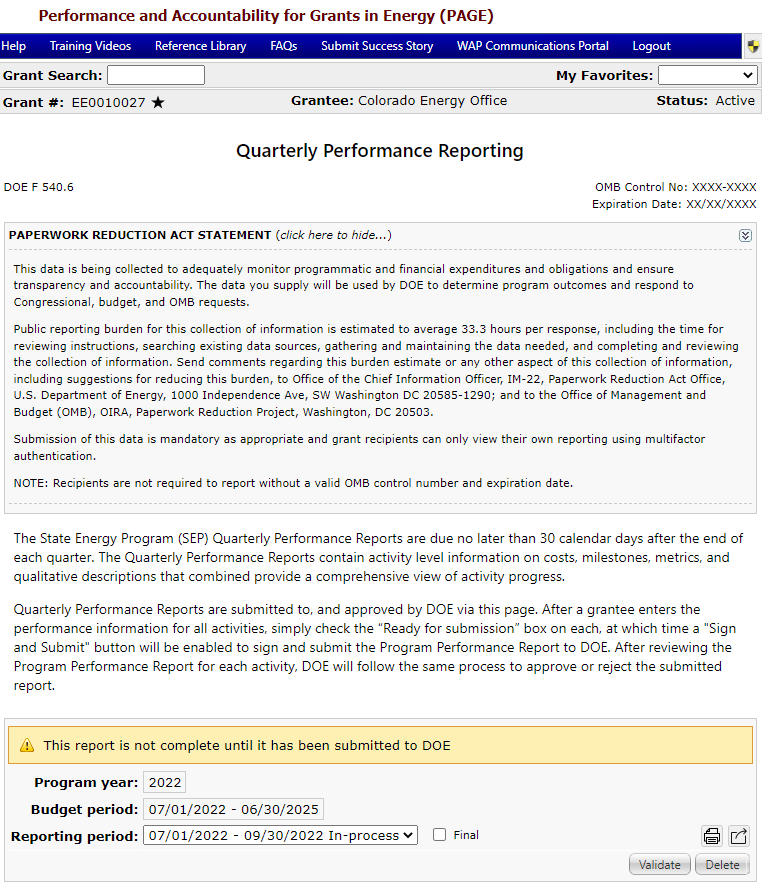 Performance and Accountability for Grants in Energy (PAGE)
Help Training Videos Reference Library FAQs Submit Success Story WAP Communications Portal Logout
Grant Search: My Favorites:
Grant #: EE0010027 ★ Grantee: Colorado Energy Office Status: Active
Quarterly Performance Reporting
DOE F 540.6 OMB Control No: XXXX-XXXX
Expiration Date: XX/XX/XXXX
PAPERWORK REDUCTION ACT STATEMENT (click here to hide...)
This data is being collected to adequately monitor programmatic and financial expenditures and obligations and ensure
transparency and accountability. The data you supply will be used by DOE to determine program outcomes and respond to
Congressional, budget, and OMB requests.
Public reporting burden for this collection of information is estimated to average 33.3 hours per response, including the time for
reviewing instructions, searching existing data sources, gathering and maintaining the data needed, and completing and reviewing
the collection of information. Send comments regarding this burden estimate or any other aspect of this collection of information,
including suggestions for reducing this burden, to Office of the Chief Information Officer, IM-22, Paperwork Reduction Act Office,
U.S. Department of Energy, 1000 Independence Ave, SW Washington DC 20585-1290; and to the Office of Management and
Budget (OMB), OIRA, Paperwork Reduction Project, Washington, DC 20503.
Submission of this data is mandatory as appropriate and grant recipients can only view their own reporting using multifactor
authentication.
NOTE: Recipients are not required to report without a valid OMB control number and expiration date.
The State Energy Program (SEP) Quarterly Performance Reports are due no later than 30 calendar days after the end of
each quarter. The Quarterly Performance Reports contain activity level information on costs, milestones, metrics, and
qualitative descriptions that combined provide a comprehensive view of activity progress.
Quarterly Performance Reports are submitted to, and approved by DOE via this page. After a grantee enters the
performance information for all activities, simply check the “Ready for submission” box on each, at which time a "Sign
and Submit" button will be enabled to sign and submit the Program Performance Report to DOE. After reviewing the
Program Performance Report for each activity, DOE will follow the same process to approve or reject the submitted
report.
This report is not complete until it has been submitted to DOE
Program year: 2022
Budget period: 07/01/2022 - 06/30/2025
Reporting period: 07/01/2022 - 09/30/2022 In-process Final
Validate Delete